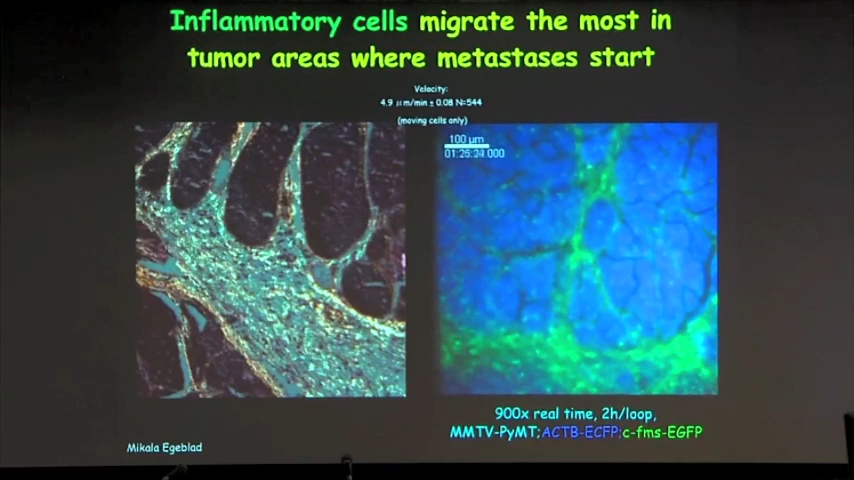 Inflammatory cells migrate the most in
tumor areas where metastases start
Velocity:
4.9 μm/min ± 0.08 N=544
(moving cells only)
100 μm
01:26:24.000
900x real time, 2h/loop,
MMTV-PyMT;ACTB-ECFP;c-fms-EGFP
Mikala Egeblad